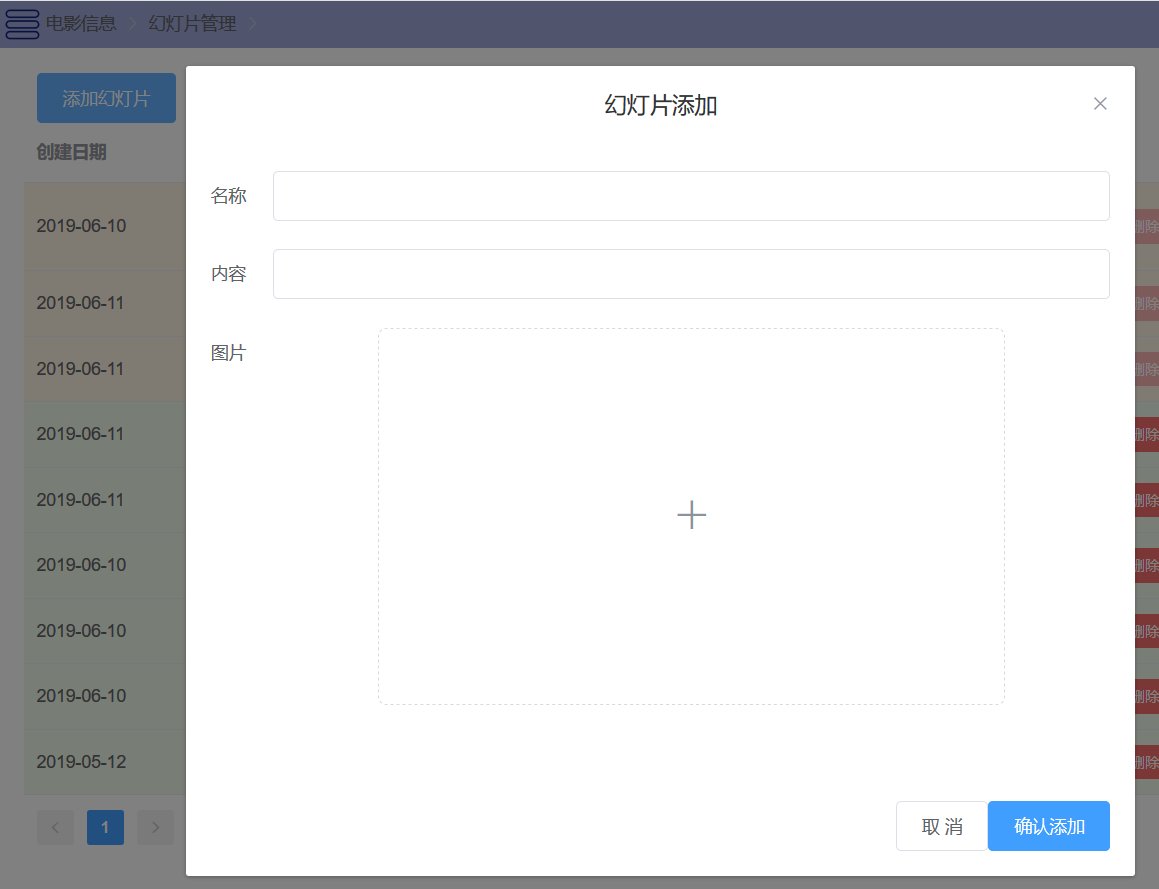 电影信息 > 幻灯片管理 >
添加幻灯片
幻灯片添加
创建日期
名称
2019-06-10 删除
内容
2019-06-11 删除
图片
2019-06-11 删除
2019-06-11 删除
2019-06-11 删除
2019-06-10 删除
2019-06-10 删除
2019-06-10 删除
2019-05-12 删除
< 1 >
取 消 确认添加